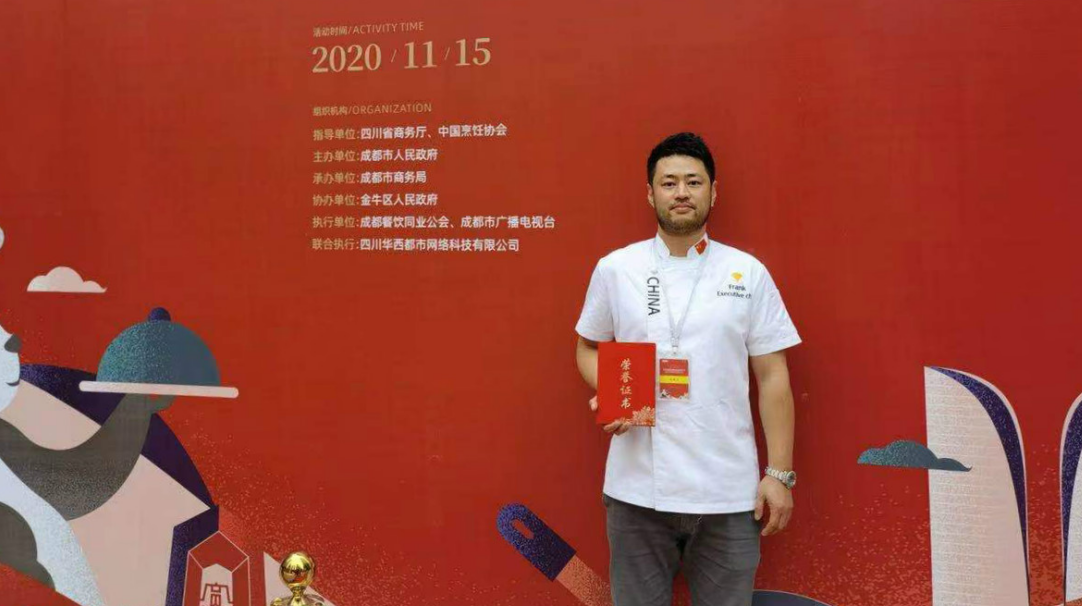 活动时间/ACTIVITY TIME
2020/11/15
组织机构/ORGANIZATION
指导单位:四川省商务厅、中国烹饪协会
主办单位:成都市人民政府
承办单位:成都市商务局
协办单位:金牛区人民政府
执行单位:成都餐饮同业公会、成都市广播电视台
联合执行:四川华西都市网络科技有限公司
CHINA
Frank
Executive ch
荣誉证书